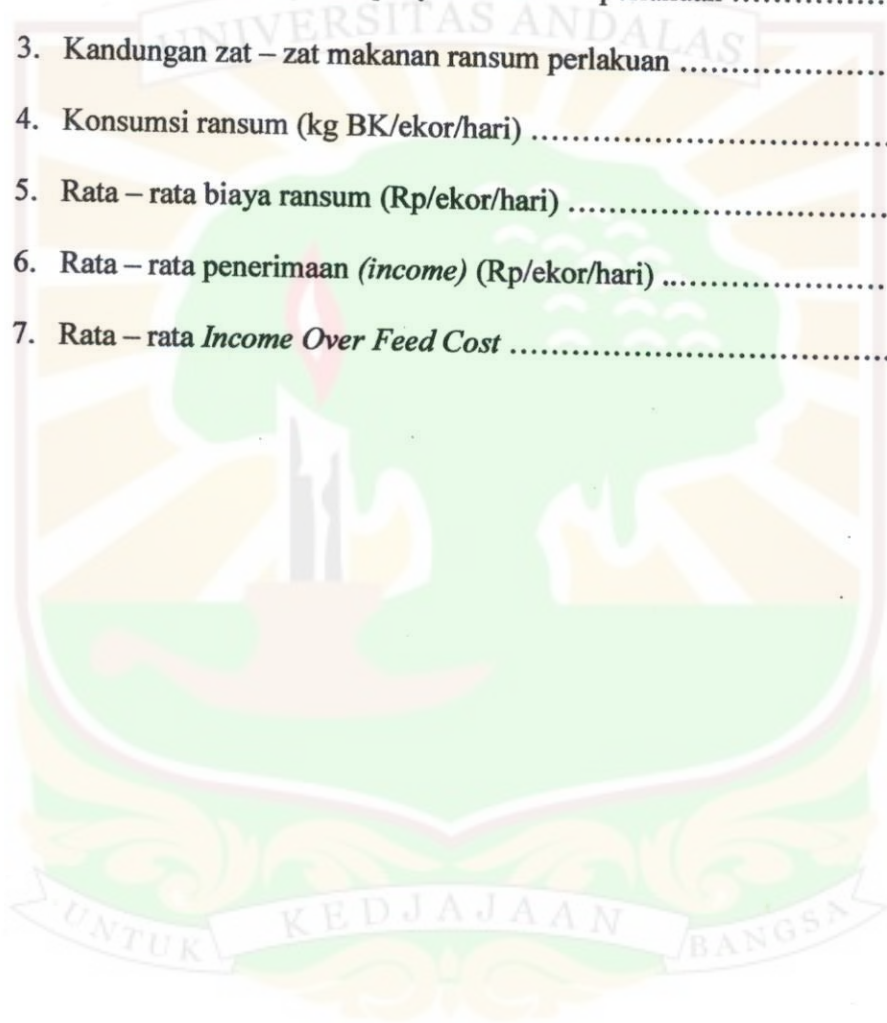 UNIVERSITAS ANDALAS
3. Kandungan zat – zat makanan ransum perlakuan ....................
4. Konsumsi ransum (kg BK/ekor/hari) ....................................
5. Rata – rata biaya ransum (Rp/ekor/hari) ................................
6. Rata – rata penerimaan (income) (Rp/ekor/hari) ......................
7. Rata – rata Income Over Feed Cost ......................................
UNTUK KEDJAJAAN BANGSA